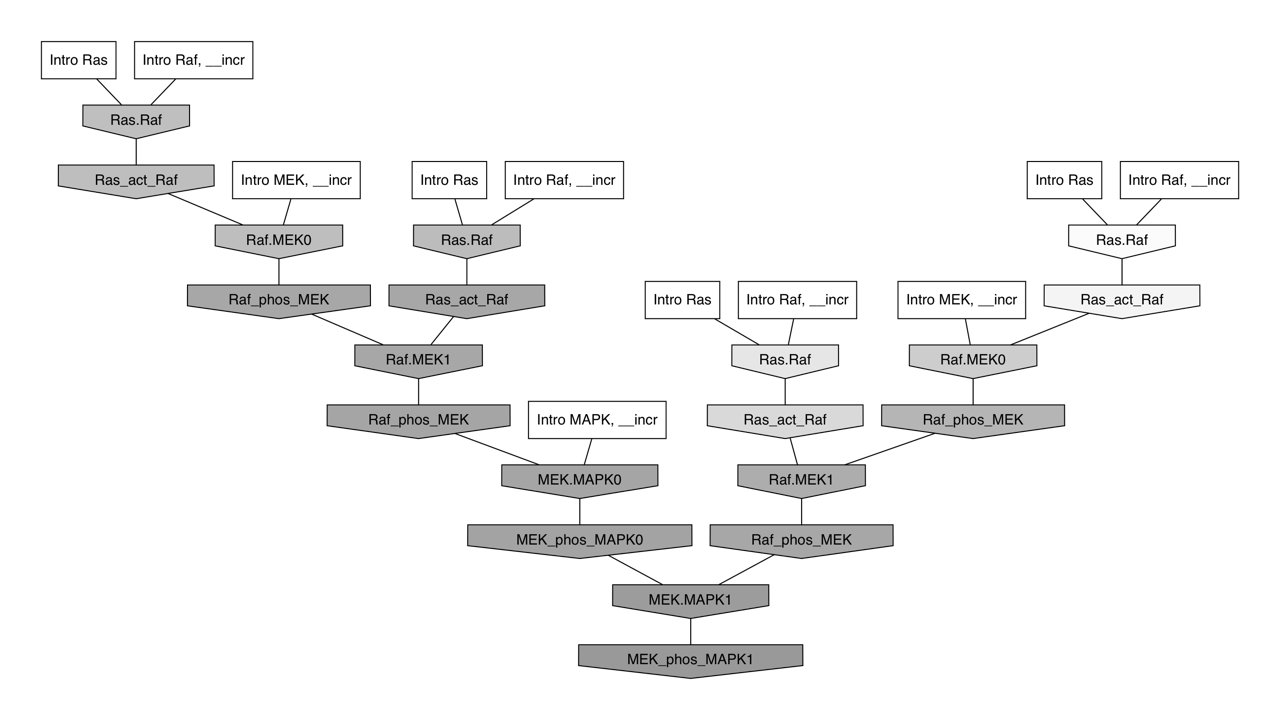 Intro Ras
Intro Raf, __incr
Ras.Raf
Ras_act_Raf
Intro MEK, __incr
Intro Ras
Intro Raf, __incr
Intro Ras
Intro Raf, __incr
Raf.MEK0
Ras.Raf
Ras.Raf
Raf_phos_MEK
Ras_act_Raf
Intro Ras
Intro Raf, __incr
Intro MEK, __incr
Ras_act_Raf
Raf.MEK1
Ras.Raf
Raf.MEK0
Raf_phos_MEK
Intro MAPK, __incr
Ras_act_Raf
Raf_phos_MEK
MEK.MAPK0
Raf.MEK1
MEK_phos_MAPK0
Raf_phos_MEK
MEK.MAPK1
MEK_phos_MAPK1